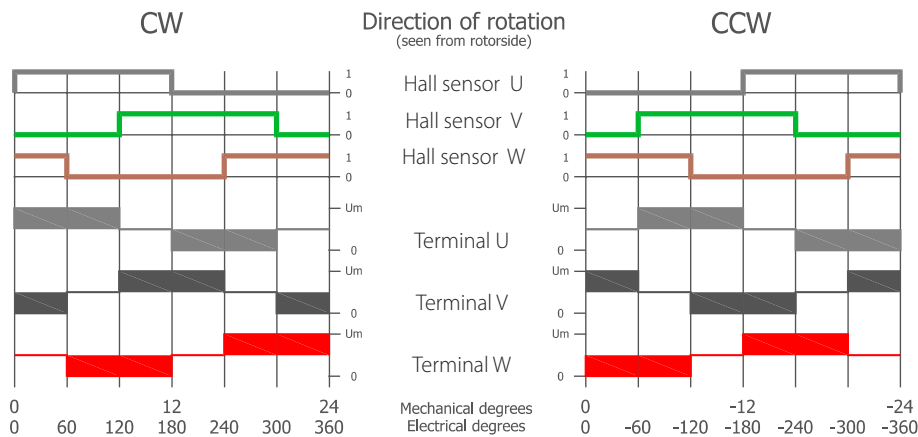 CW Direction of rotation CCW
(seen from rotorside)
1 Hall sensor U 1
0 0
1 Hall sensor V 1
0 0
1 Hall sensor W 1
0 0
Um Um
Terminal U
0 0
Um Um
Terminal V
0 0
Um Um
Terminal W
0 0
0 12 24 Mechanical degrees 0 -12 -24
0 60 120 180 240 300 360 Electrical degrees 0 -60 -120 -180 -240 -300 -360